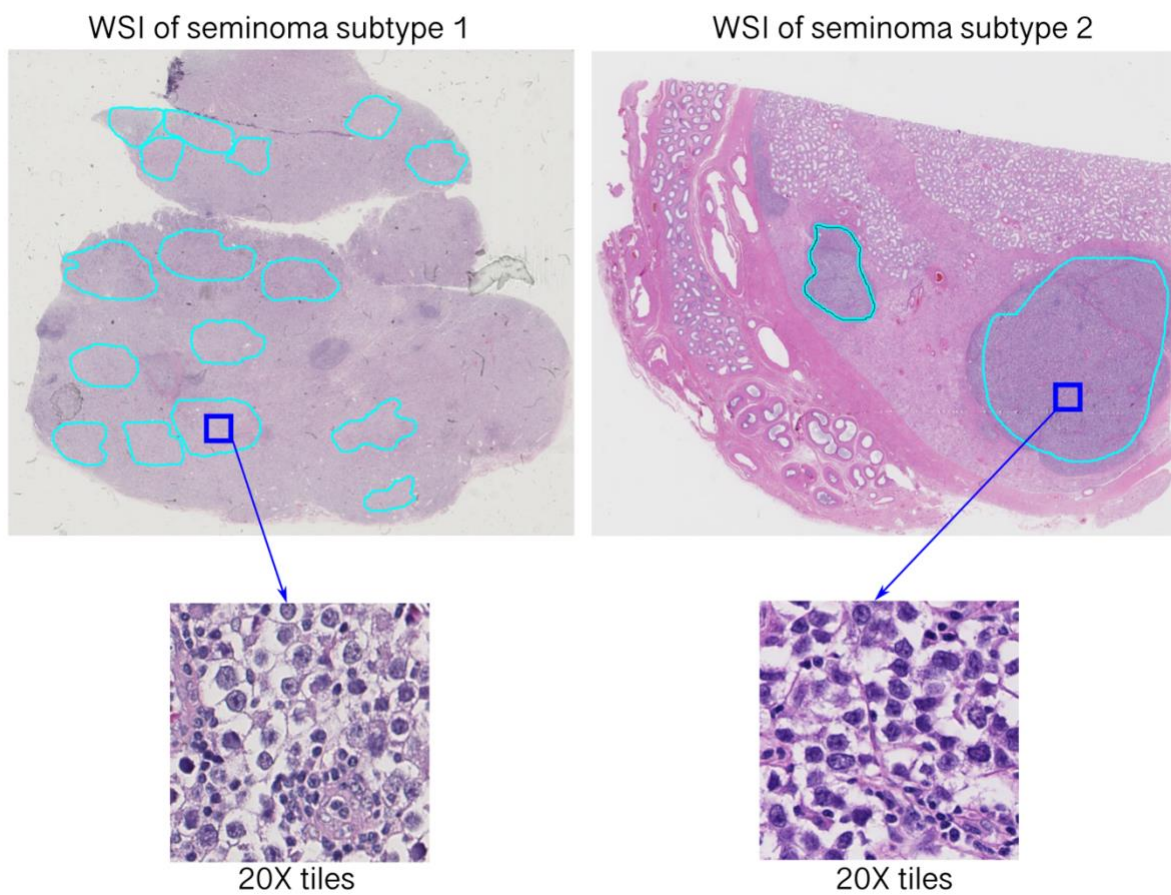 WSI of seminoma subtype 1
WSI of seminoma subtype 2
20X tiles
20X tiles